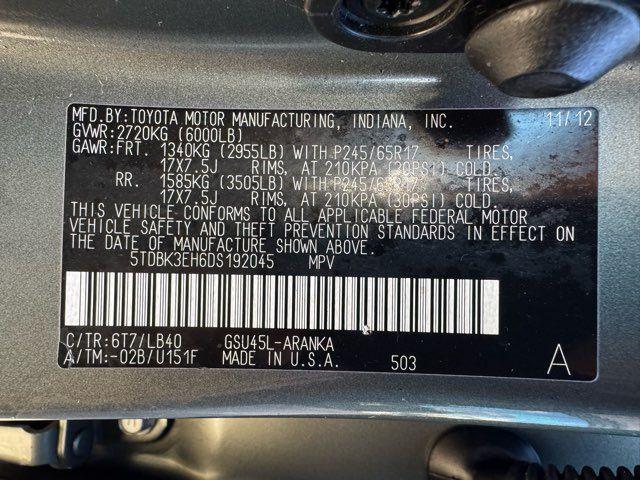 MFD.BY:TOYOTA MOTOR MANUFACTURING, INDIANA, INC. 11/12
GVWR:2720KG (6000LB)
GAWR:FRT. 1340KG (2955LB) WITH P245/65R17 TIRES,
17X7.5J RIMS, AT 210KPA (30PSI) COLD.
RR. 1585KG (3505LB) WITH P245/65R17 TIRES,
17X7.5J RIMS, AT 210KPA (30PSI) COLD.
THIS VEHICLE CONFORMS TO ALL APPLICABLE FEDERAL MOTOR
VEHICLE SAFETY AND THEFT PREVENTION STANDARDS IN EFFECT ON
THE DATE OF MANUFACTURE SHOWN ABOVE.
5TDBK3EH6DS192045 MPV
C/TR:6T7/LB40 GSU45L-ARANKA
A/TM:-02B/U151F MADE IN U.S.A. 503 A